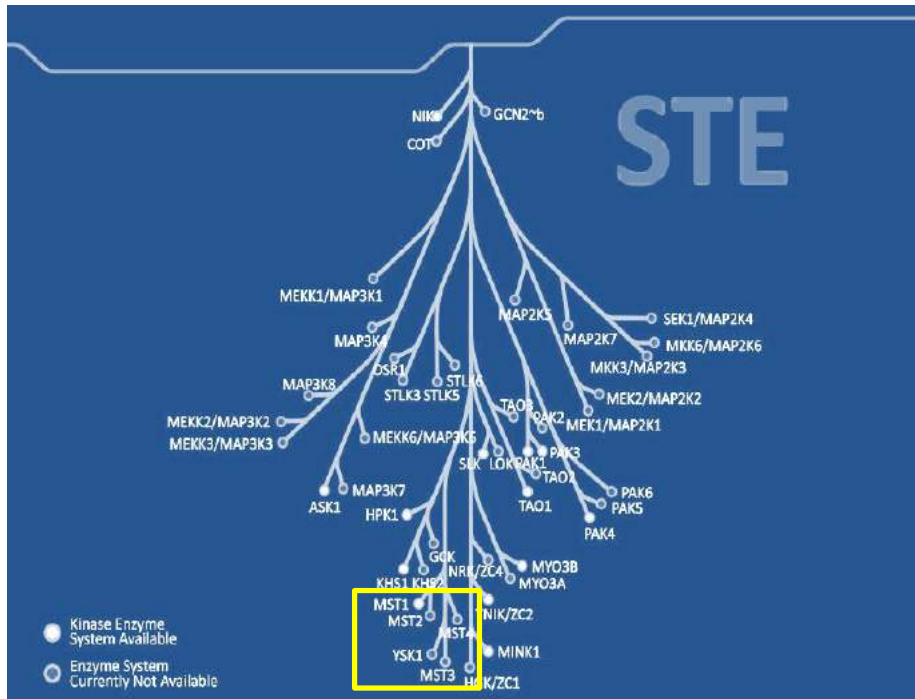 STE
NIK
GCN2~b
COT
MEKK1/MAP3K1
MAP2K5
SEK1/MAP2K4
MAP3K4
MAP2K7
MKK6/MAP2K6
MKK3/MAP2K3
OSR1
STLK6
MAP3K8
STLK3 STLK5
MEK2/MAP2K2
TAO3
PAK2
MEK1/MAP2K1
MEKK2/MAP3K2
MEKK3/MAP3K3
MEKK6/MAP3K6
SLK LOK PAK1
PAK3
TAO2
MAP3K7
PAK6
ASK1
TAO1
PAK5
HPK1
PAK4
GCK
NRK/ZC4
MYO3B
KHS1 KHS2
MYO3A
MST1
MST2
TNIK/ZC2
MST4
YSK1
MINK1
MST3
HGK/ZC1
Kinase Enzyme
System Available
Enzyme System
Currently Not Available